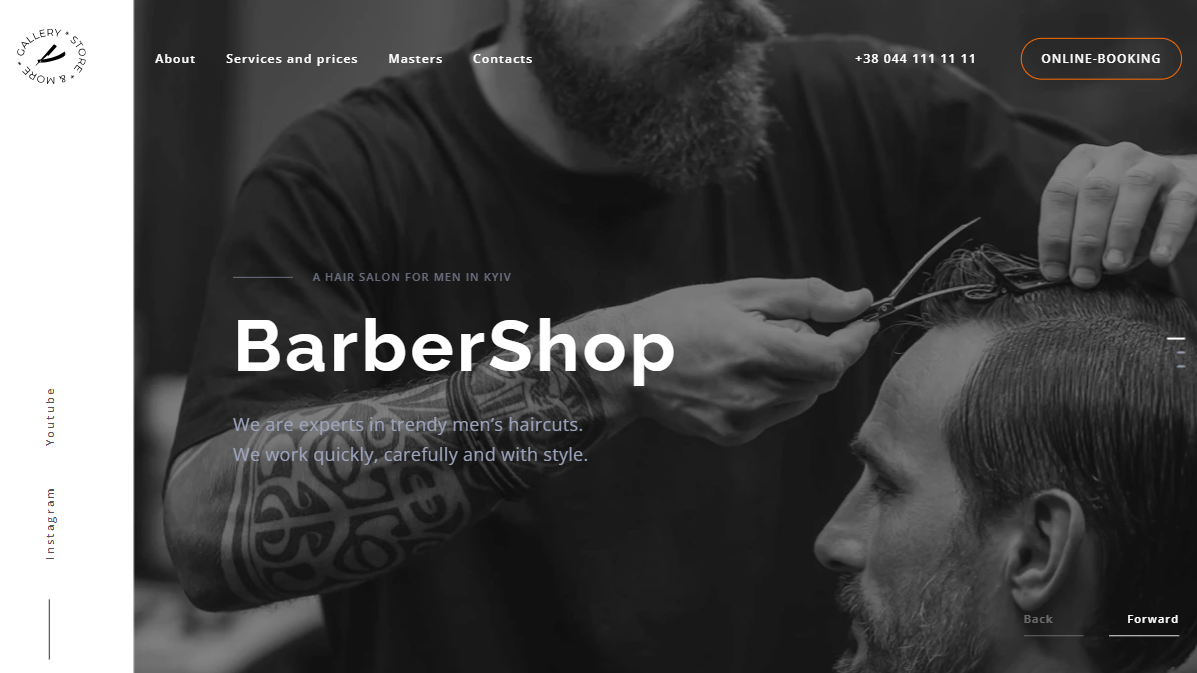 GALLERY * STORE * & MORE *
About
Services and prices
Masters
Contacts
+38 044 111 11 11
ONLINE-BOOKING
A HAIR SALON FOR MEN IN KYIV
BarberShop
We are experts in trendy men’s haircuts.
We work quickly, carefully and with style.
Youtube
Instagram
Back
Forward